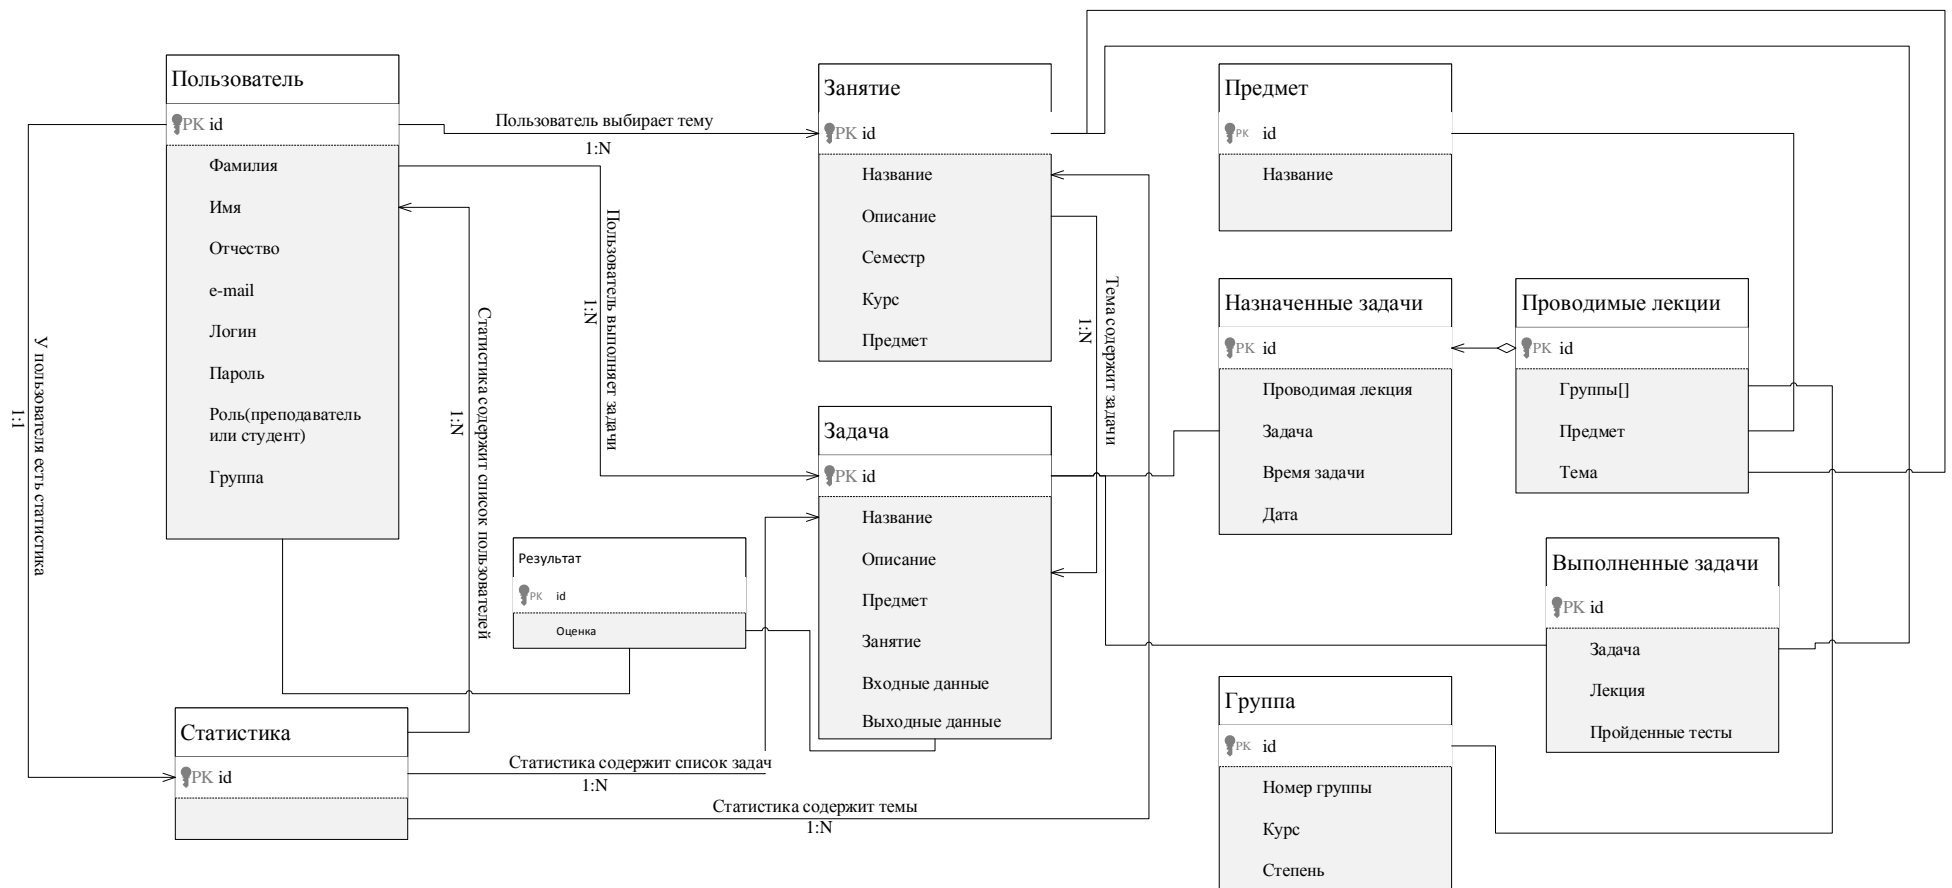 Пользователь
PK id
Фамилия
Имя
Отчество
e-mail
Логин
Пароль
Роль(преподаватель
или студент)
Группа
Пользователь выбирает тему
1:N
Пользователь выполняет задачи
1:N
Статистика содержит список пользователей
1:N
У пользователя есть статистика
1:1
Занятие
PK id
Название
Описание
Семестр
Курс
Предмет
Тема содержит задачи
1:N
Предмет
PK id
Название
Назначенные задачи
PK id
Проводимая лекция
Задача
Время задачи
Дата
Проводимые лекции
PK id
Группы[]
Предмет
Тема
Задача
PK id
Название
Описание
Предмет
Занятие
Входные данные
Выходные данные
Результат
PK id
Оценка
Выполненные задачи
PK id
Задача
Лекция
Пройденные тесты
Статистика
PK id
Статистика содержит список задач
1:N
Статистика содержит темы
1:N
Группа
PK id
Номер группы
Курс
Степень